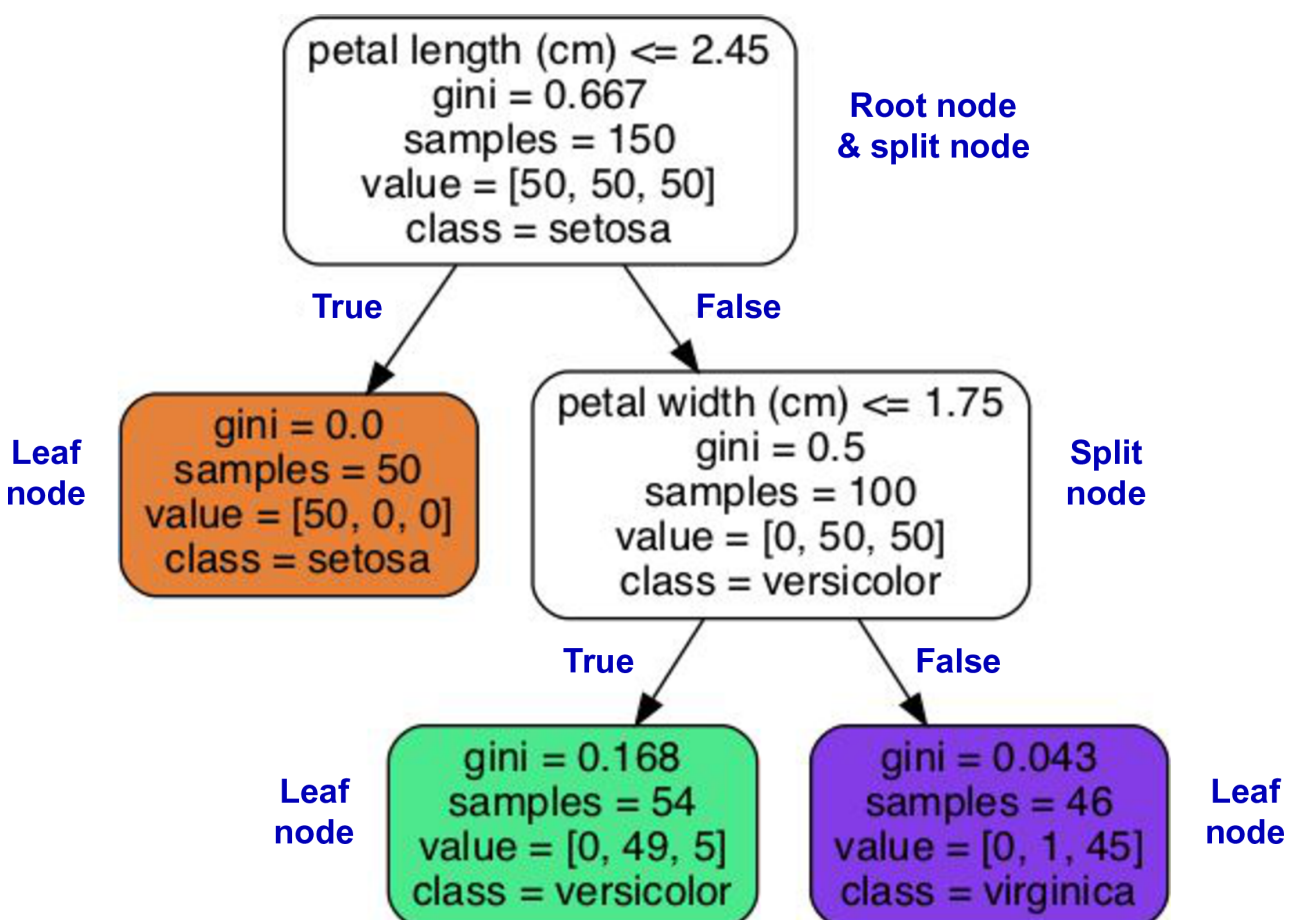 petal length (cm) <= 2.45
gini = 0.667
samples = 150
value = [50, 50, 50]
class = setosa
Root node
& split node
True
False
Leaf
node
gini = 0.0
samples = 50
value = [50, 0, 0]
class = setosa
petal width (cm) <= 1.75
gini = 0.5
samples = 100
value = [0, 50, 50]
class = versicolor
Split
node
True
False
Leaf
node
gini = 0.168
samples = 54
value = [0, 49, 5]
class = versicolor
gini = 0.043
samples = 46
value = [0, 1, 45]
class = virginica
Leaf
node